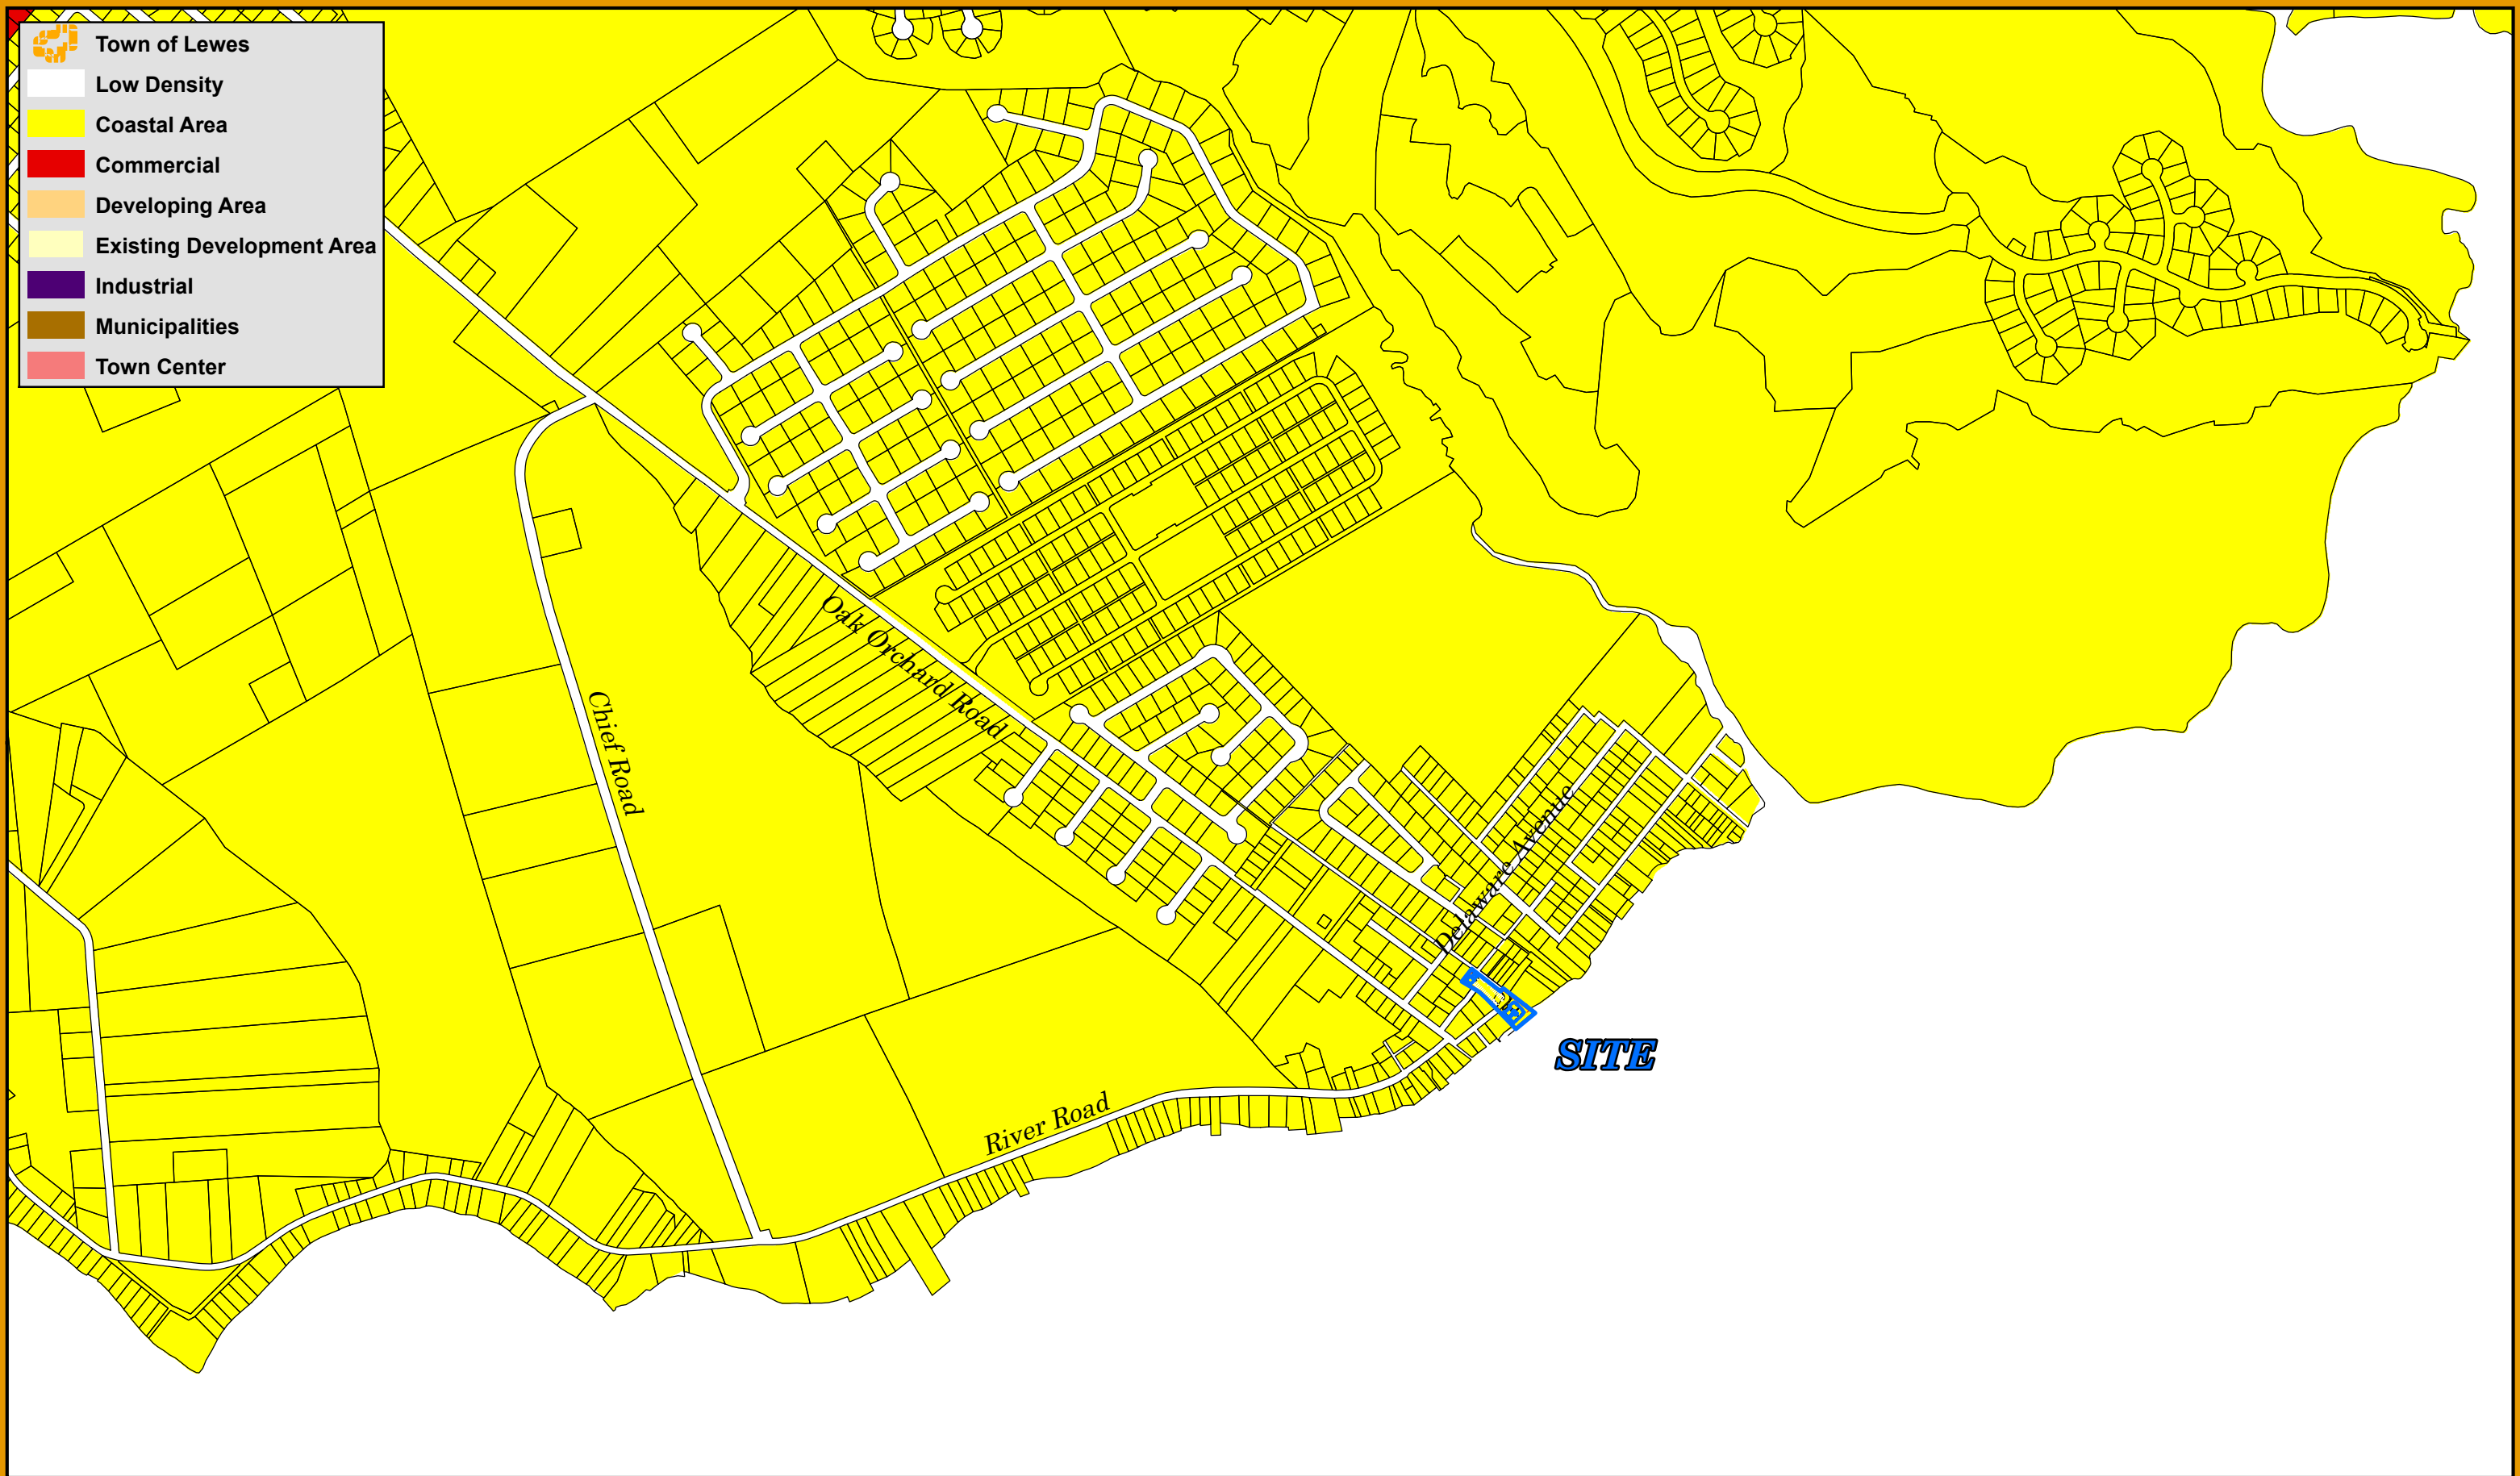 Town of Lewes
Low Density
Coastal Area
Commercial
Developing Area
Existing Development Area
Industrial
Municipalities
Town Center
Oak Orchard Road
Chief Road
Delaware Avenue
SITE
River Road